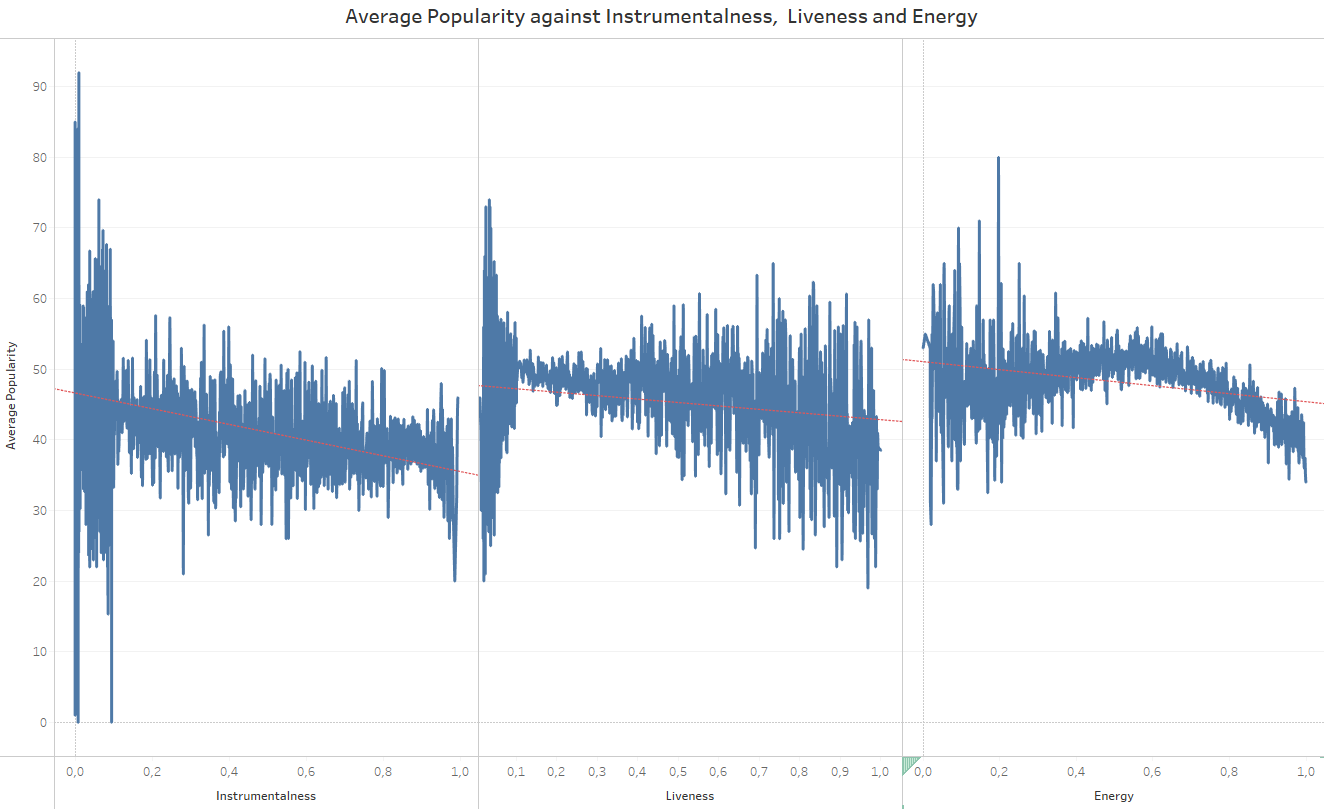 Average Popularity against Instrumentalness,  Liveness and Energy
Average Popularity
90
80
70
60
50
40
30
20
10
0
0,0 0,2 0,4 0,6 0,8 1,0
Instrumentalness
0,1 0,2 0,3 0,4 0,5 0,6 0,7 0,8 0,9 1,0
Liveness
0,0 0,2 0,4 0,6 0,8 1,0
Energy